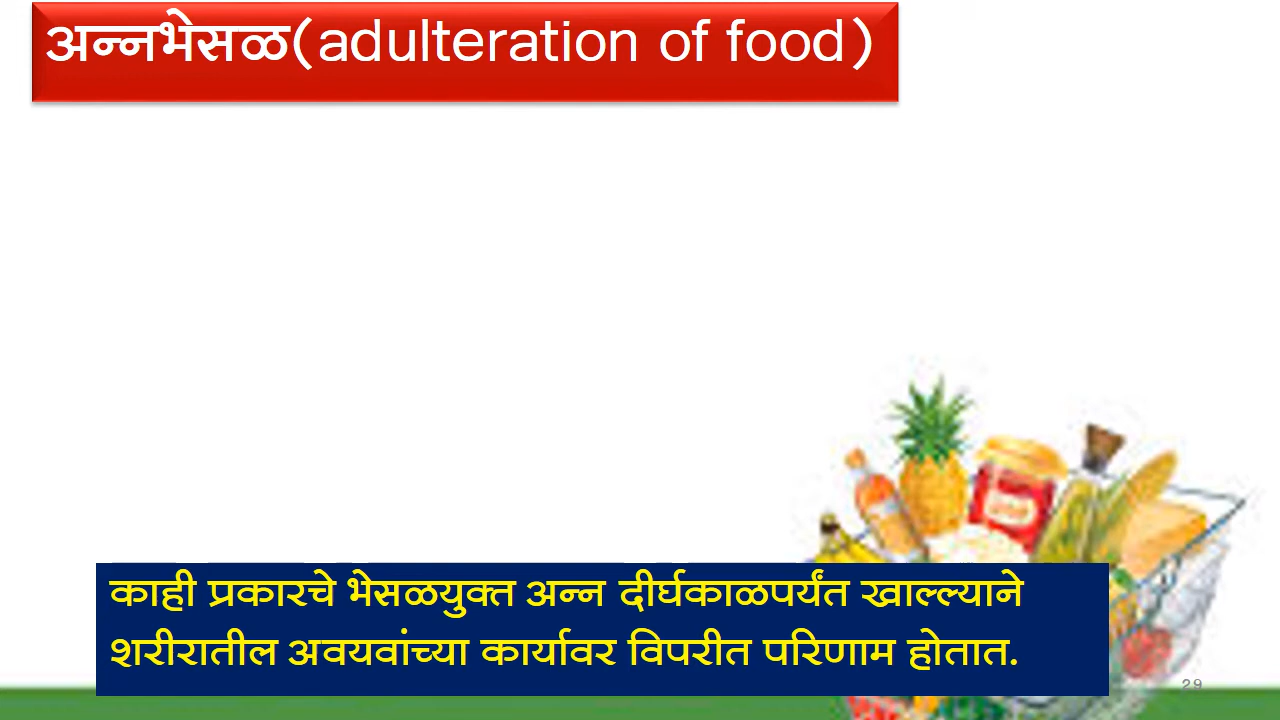 अन्नभेसळ(adulteration of food)
काही प्रकारचे भेसळयुक्त अन्न दीर्घकाळपर्यंत खाल्ल्याने
शरीरातील अवयवांच्या कार्यावर विपरीत परिणाम होतात.
29